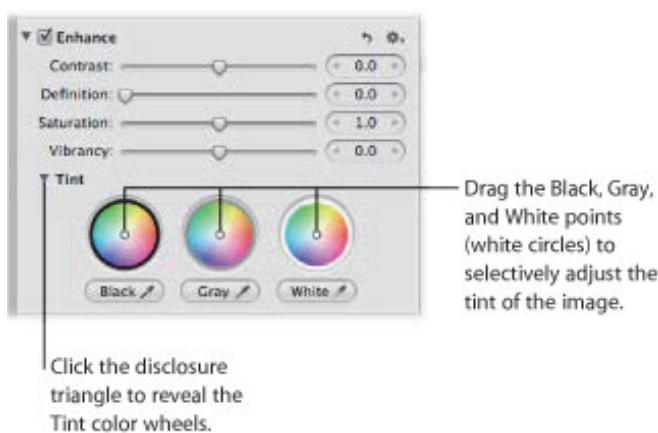 Enhance
Contrast: 0.0
Definition: 0.0
Saturation: 1.0
Vibrancy: 0.0
Tint
Black Gray White
Drag the Black, Gray,
and White points
(white circles) to
selectively adjust the
tint of the image.
Click the disclosure
triangle to reveal the
Tint color wheels.